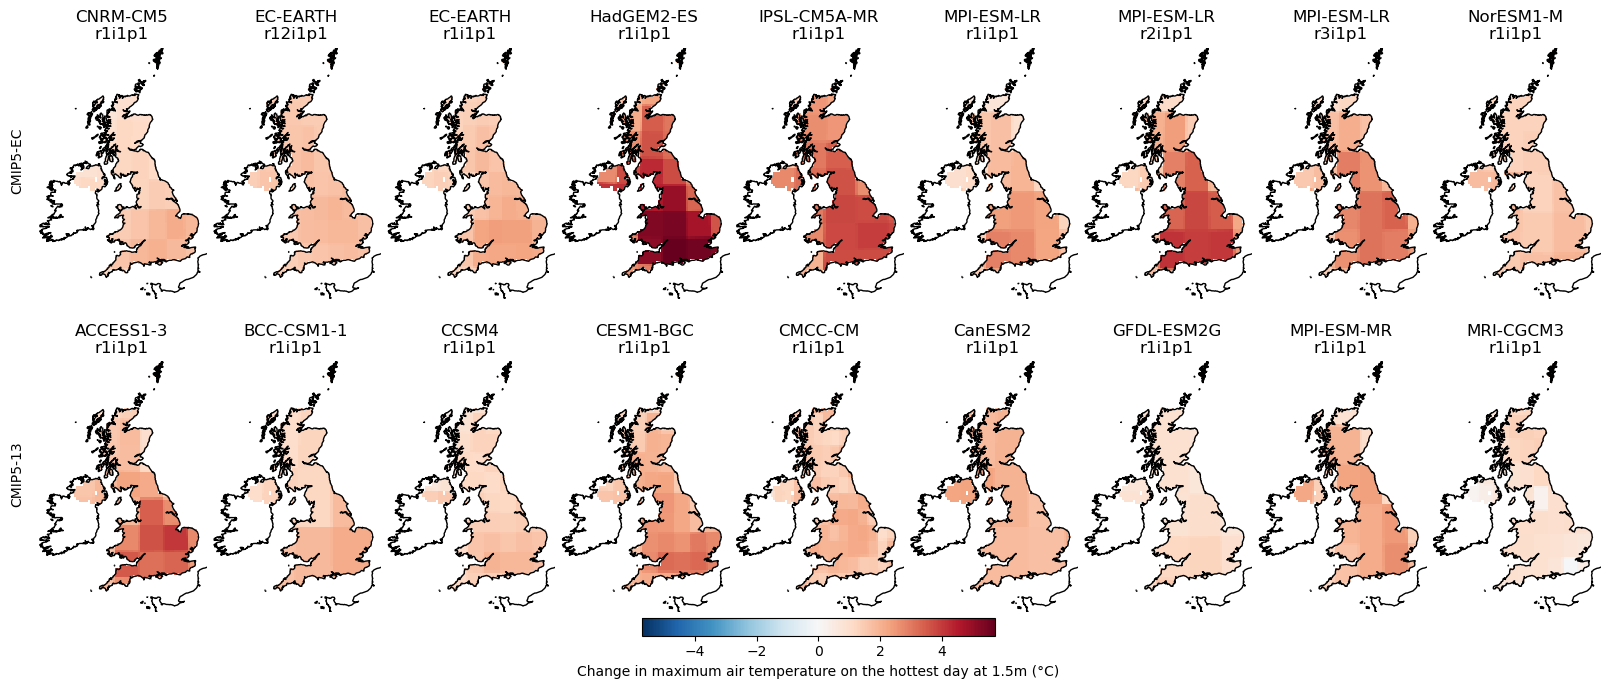 CNRM-CM5
r1i1p1
EC-EARTH
r12i1p1
EC-EARTH
r1i1p1
HadGEM2-ES
r1i1p1
IPSL-CM5A-MR
r1i1p1
MPI-ESM-LR
r1i1p1
MPI-ESM-LR
r2i1p1
MPI-ESM-LR
r3i1p1
NorESM1-M
r1i1p1
CMIP5-EC
ACCESS1-3
r1i1p1
BCC-CSM1-1
r1i1p1
CCSM4
r1i1p1
CESM1-BGC
r1i1p1
CMCC-CM
r1i1p1
CanESM2
r1i1p1
GFDL-ESM2G
r1i1p1
MPI-ESM-MR
r1i1p1
MRI-CGCM3
r1i1p1
CMIP5-13
−4 −2 0 2 4
Change in maximum air temperature on the hottest day at 1.5m (°C)